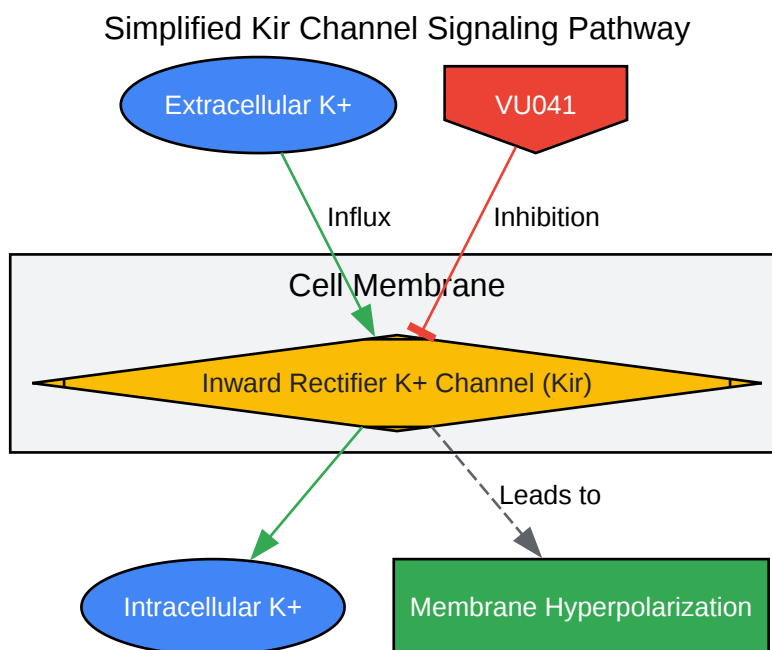 Simplified Kir Channel Signaling Pathway
Extracellular K+
VU041
Influx
Inhibition
Cell Membrane
Inward Rectifier K+ Channel (Kir)
Leads to
Intracellular K+
Membrane Hyperpolarization